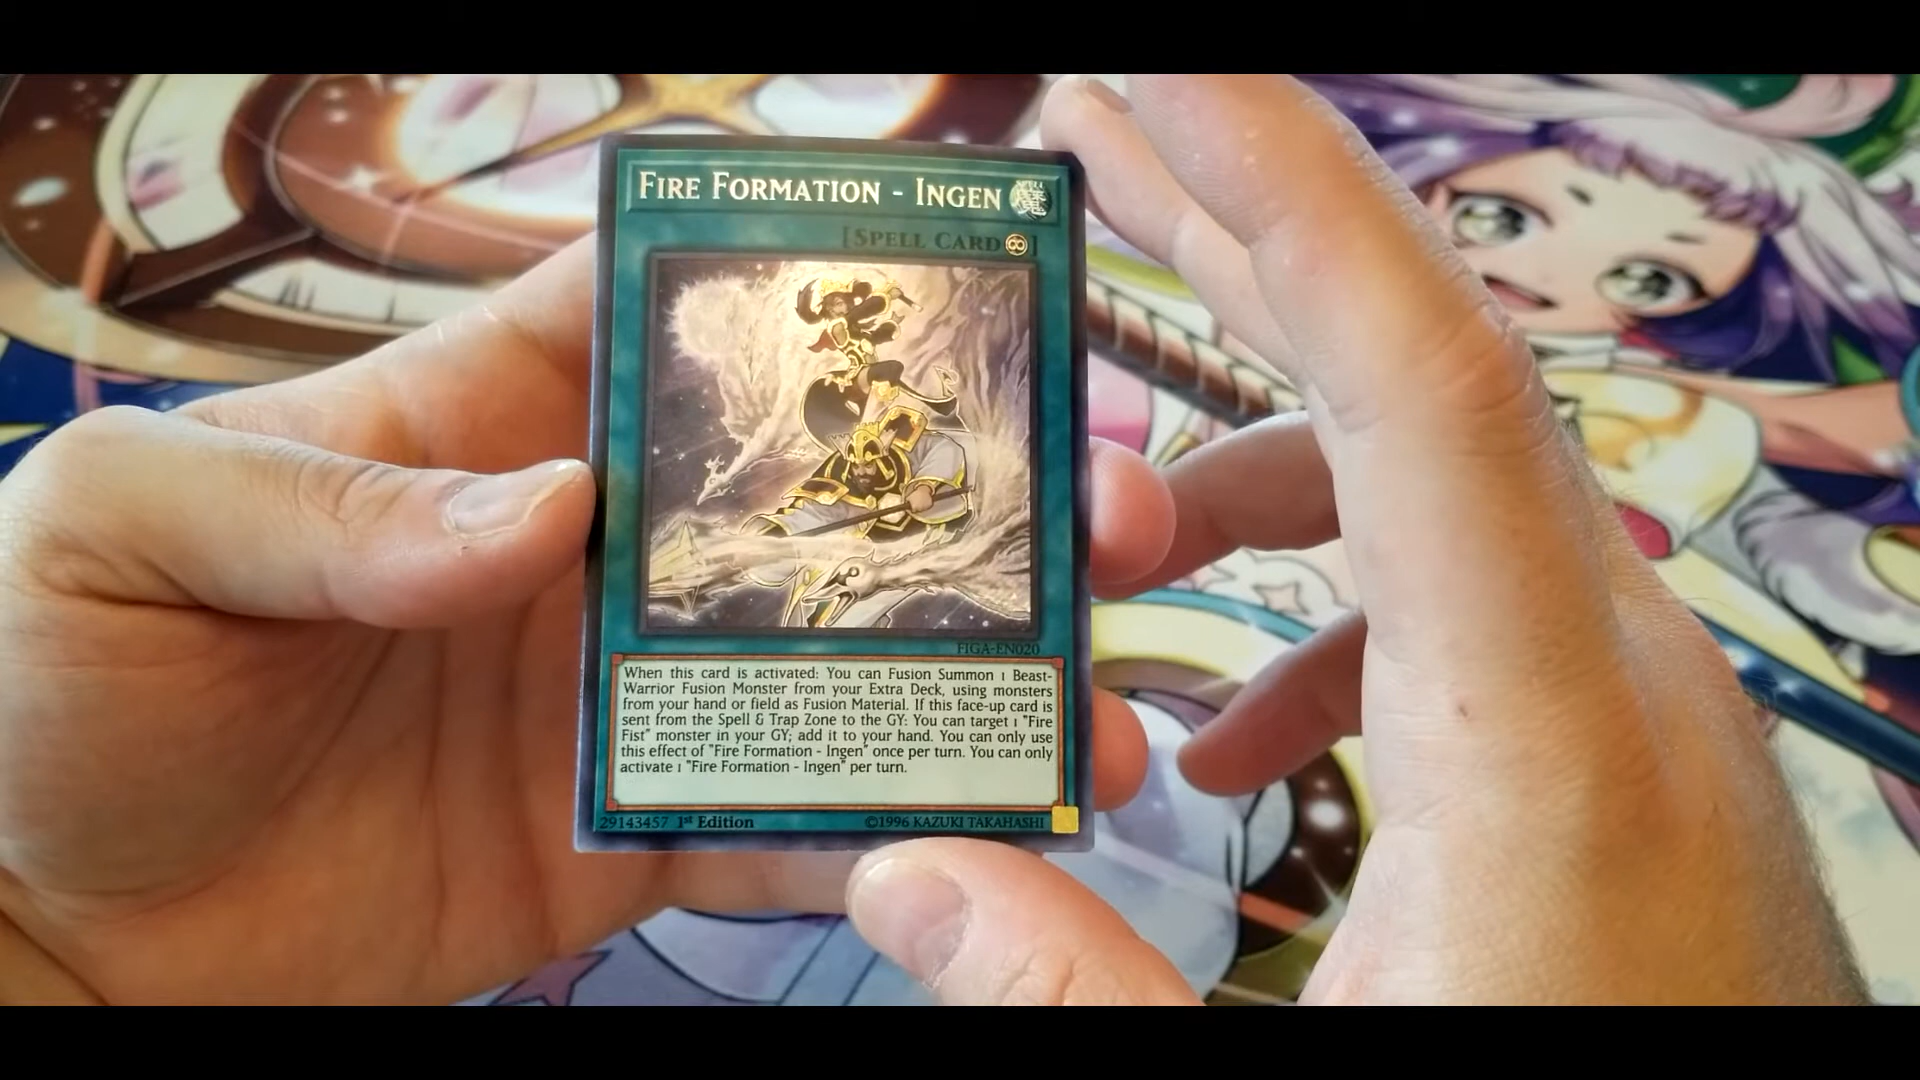 FIRE FORMATION - INGEN 魔
[SPELL CARD ∞]
FIGA-EN020
When this card is activated: You can Fusion Summon 1 Beast-
Warrior Fusion Monster from your Extra Deck, using monsters
from your hand or field as Fusion Material. If this face-up card is
sent from the Spell & Trap Zone to the GY: You can target 1 "Fire
Fist" monster in your GY; add it to your hand. You can only use
this effect of "Fire Formation - Ingen" once per turn. You can only
activate 1 "Fire Formation - Ingen" per turn.
29143457 1st Edition ©1996 KAZUKI TAKAHASHI